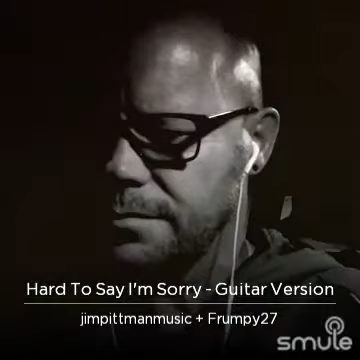 Hard To Say I'm Sorry - Guitar Version
jimpittmanmusic + Frumpy27
smule